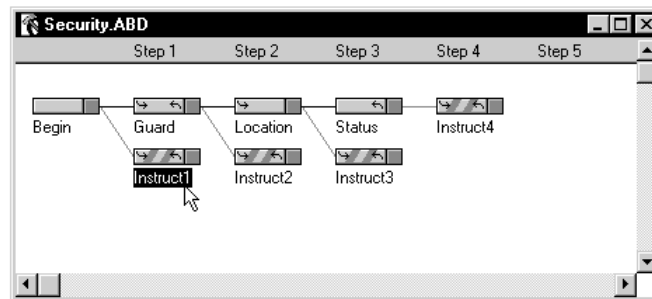 Security.ABD
Step 1 Step 2 Step 3 Step 4 Step 5
Begin Guard Location Status Instruct4
Instruct1 Instruct2 Instruct3